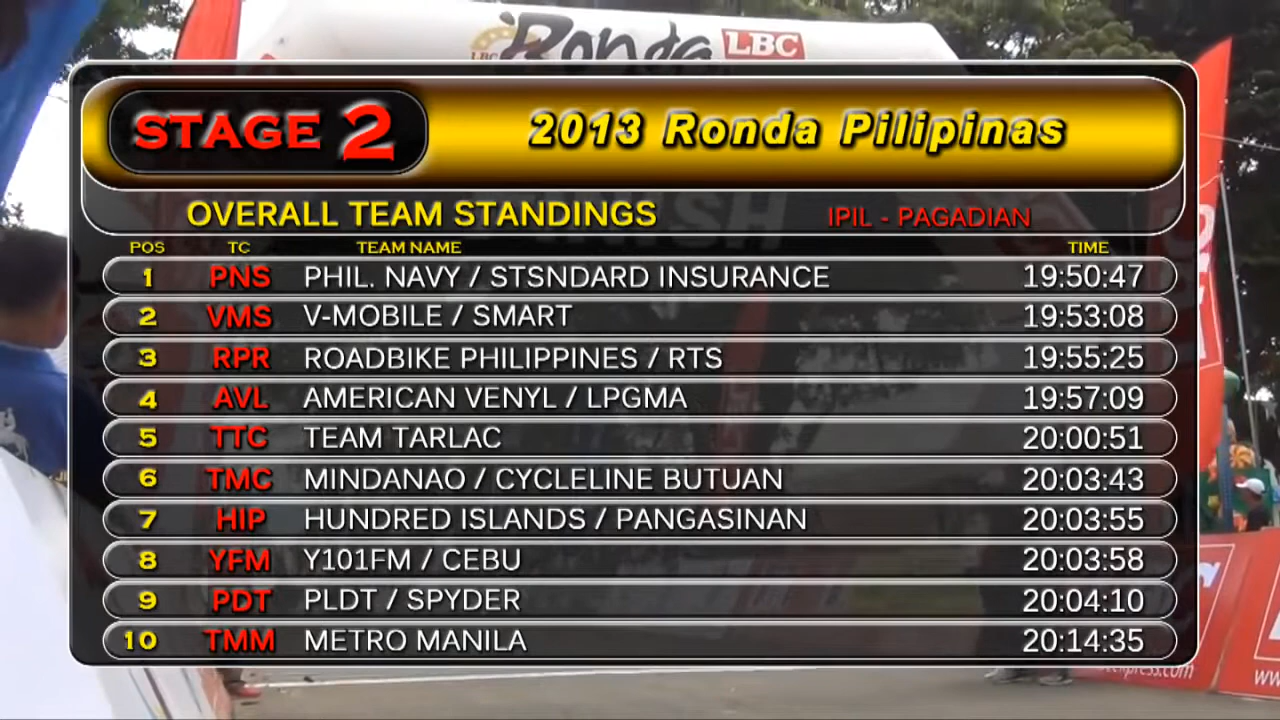 LBC Ronda LBC
STAGE 2 2013 Ronda Pilipinas
OVERALL TEAM STANDINGS IPIL - PAGADIAN
POS TC TEAM NAME TIME
1 PNS PHIL. NAVY / STSNDARD INSURANCE 19:50:47
2 VMS V-MOBILE / SMART 19:53:08
3 RPR ROADBIKE PHILIPPINES / RTS 19:55:25
4 AVL AMERICAN VENYL / LPGMA 19:57:09
5 TTC TEAM TARLAC 20:00:51
6 TMC MINDANAO / CYCLELINE BUTUAN 20:03:43
7 HIP HUNDRED ISLANDS / PANGASINAN 20:03:55
8 YFM Y101FM / CEBU 20:03:58
9 PDT PLDT / SPYDER 20:04:10
10 TMM METRO MANILA 20:14:35